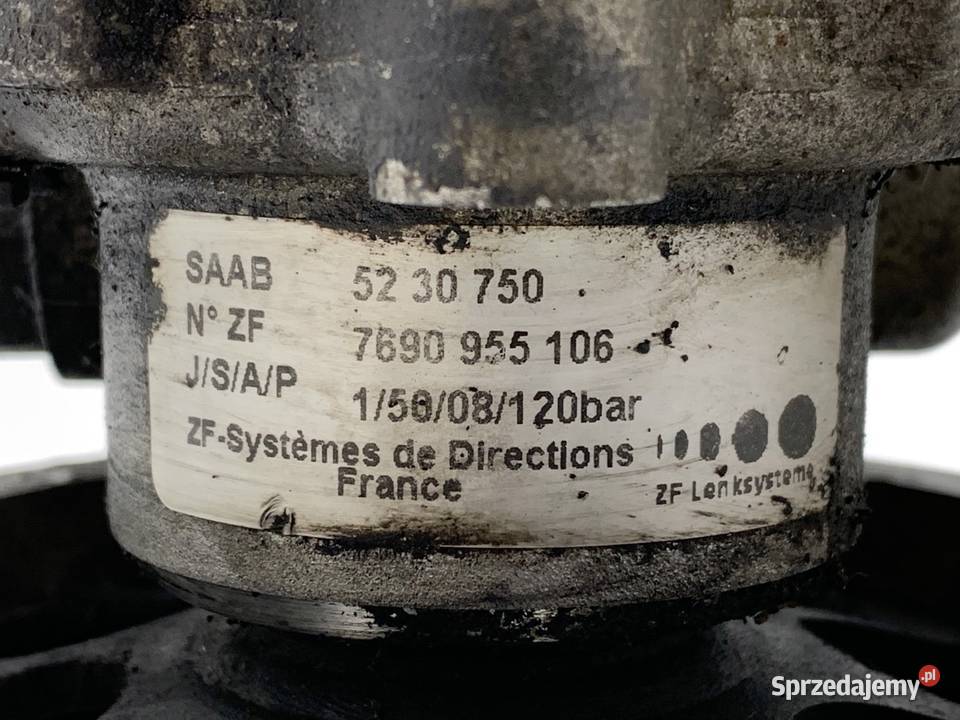 SAAB 52 30 750
N° ZF 7690 955 106
J/S/A/P 1/50/08/120bar
ZF-Systèmes de Directions
France
ZF Lenksysteme
Sprzedajemy.pl